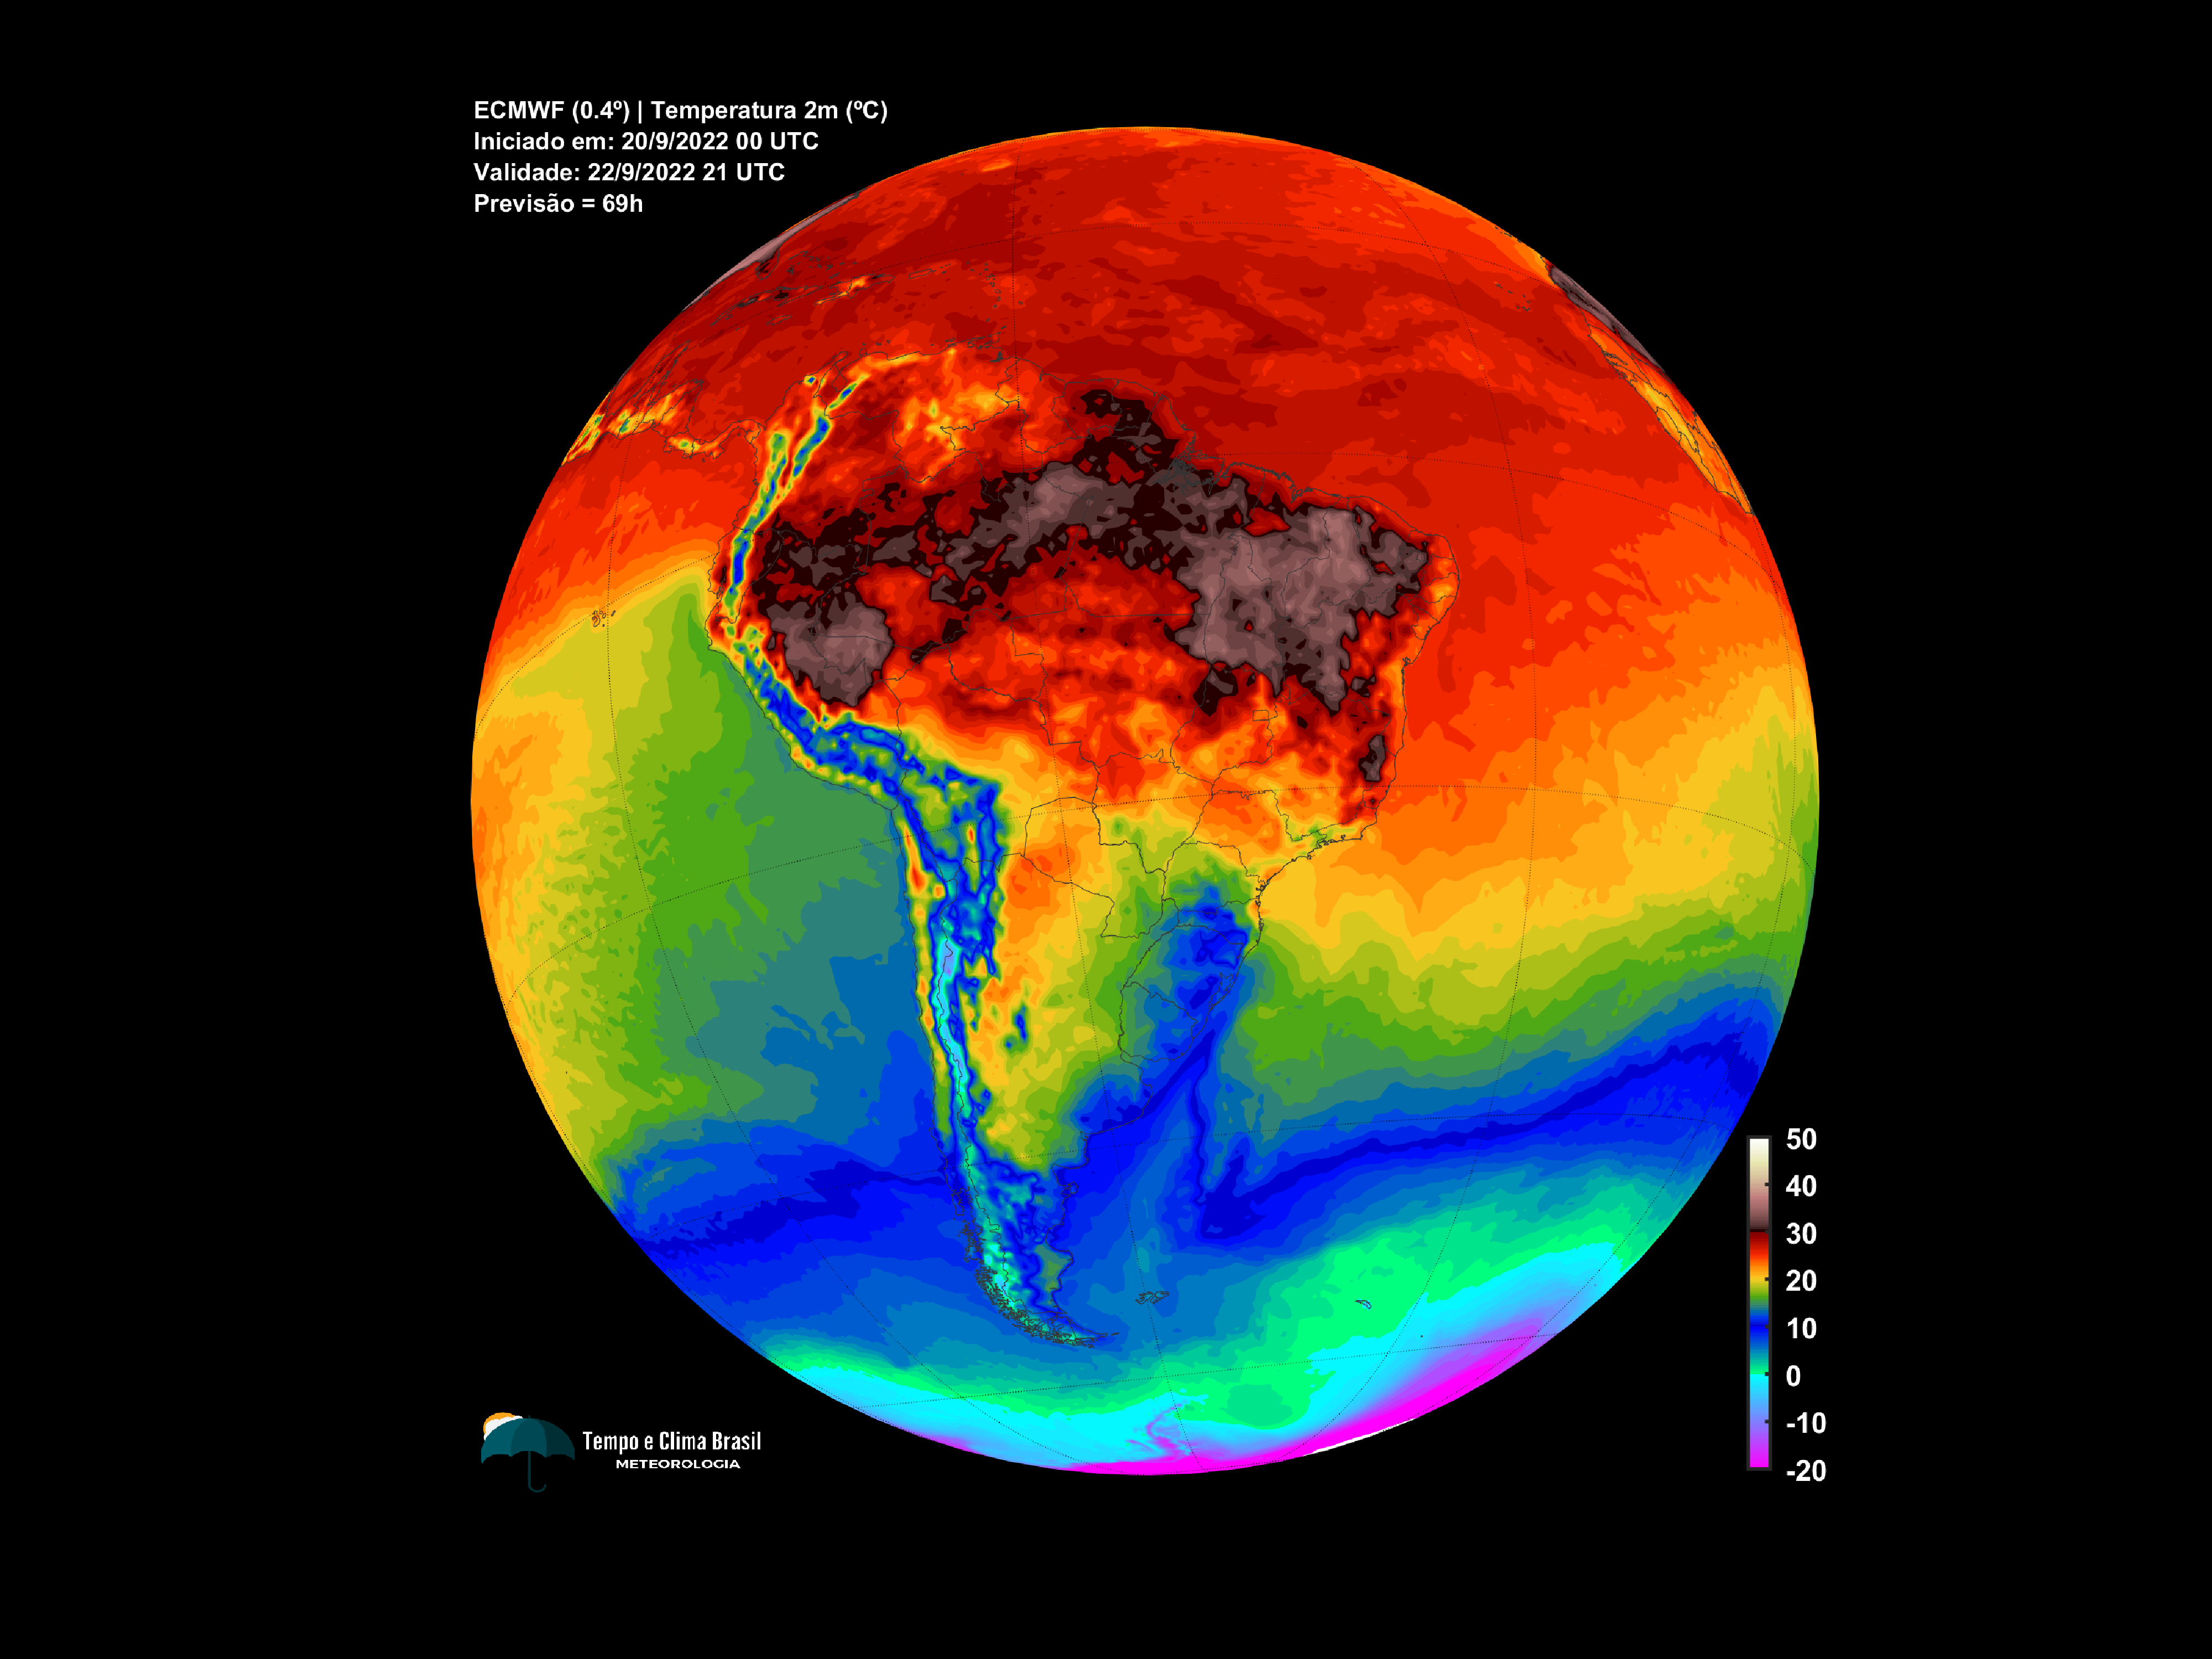 ECMWF (0.4º) | Temperatura 2m (ºC)
Iniciado em: 20/9/2022 00 UTC
Validade: 22/9/2022 21 UTC
Previsão = 69h
50
40
30
20
10
0
-10
-20
Tempo e Clima Brasil
METEOROLOGIA